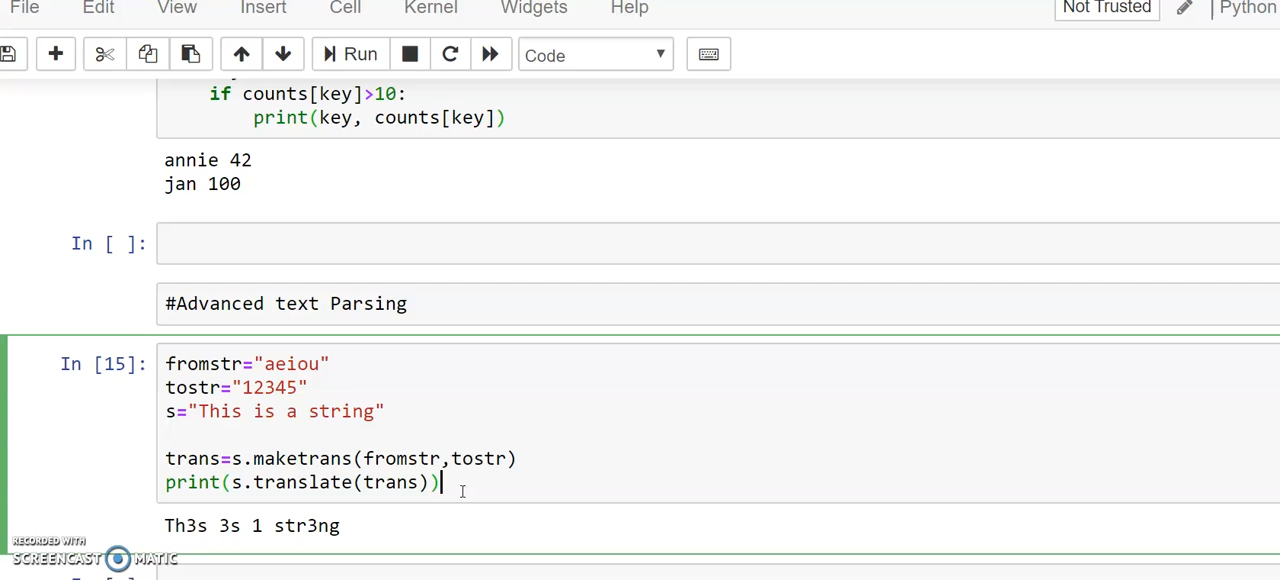 File Edit View Insert Cell Kernel Widgets Help Not Trusted Python
Run Code
if counts[key]>10:
print(key, counts[key])
annie 42
jan 100
In [ ]:
#Advanced text Parsing
In [15]:
fromstr="aeiou"
tostr="12345"
s="This is a string"
trans=s.maketrans(fromstr,tostr)
print(s.translate(trans))
Th3s 3s 1 str3ng
RECORDED WITH
SCREENCAST MATIC